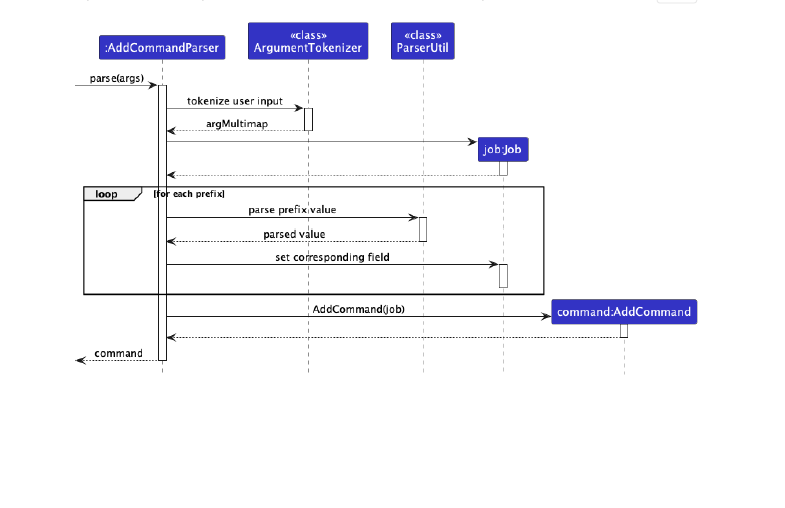 «class»
«class»
:AddCommandParser
ArgumentTokenizer
ParserUtil
parse(args)
tokenize user input
argMultimap
job:Job
loop
[for each prefix]
parse prefix value
parsed value
set corresponding field
AddCommand(job)
command:AddCommand
command